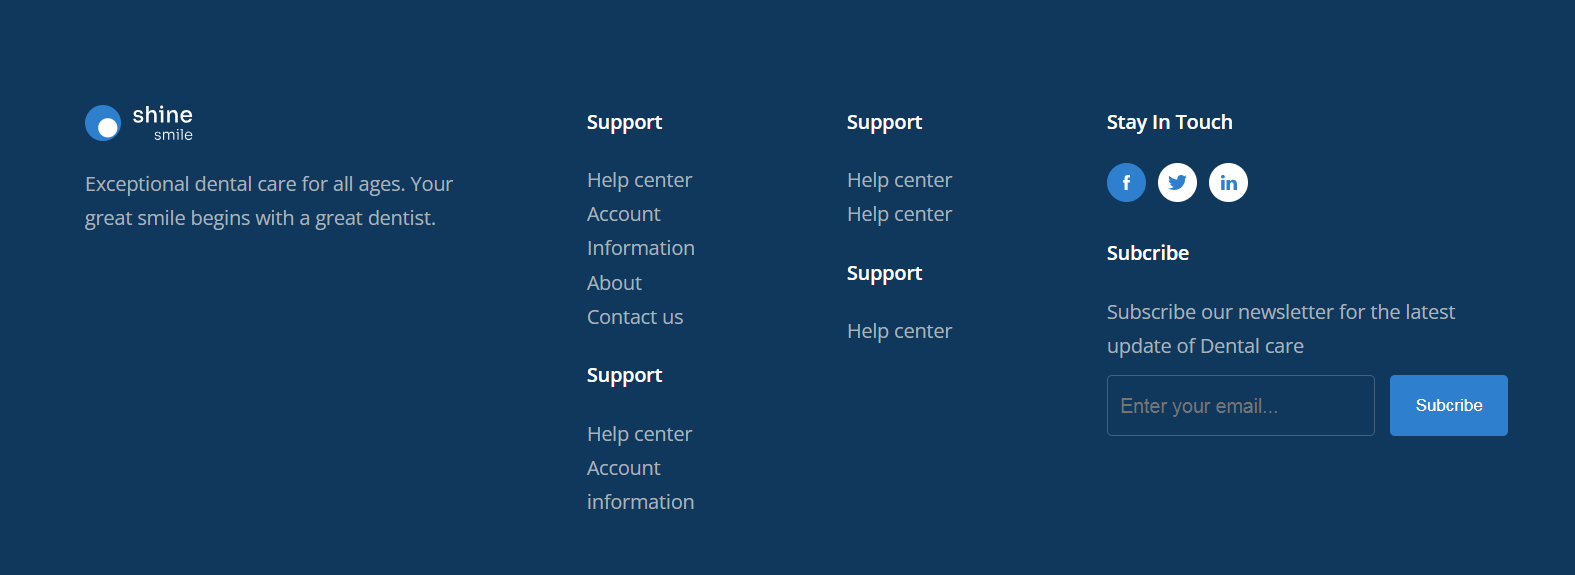 shine
smile
Exceptional dental care for all ages. Your
great smile begins with a great dentist.
Support
Help center
Account
Information
About
Contact us
Support
Help center
Account
information
Support
Help center
Help center
Support
Help center
Stay In Touch
f
in
Subcribe
Subscribe our newsletter for the latest
update of Dental care
Enter your email...
Subcribe